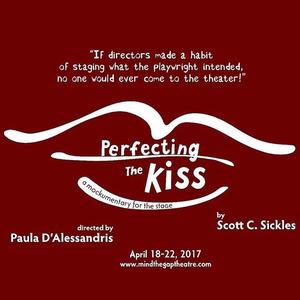 "If directors made a habit
of staging what the playwright intended,
no one would ever come to the theater!"
Perfecting
The Kiss
a mockumentary for the stage
by
Scott C. Sickles
directed by
Paula D'Alessandris
April 18-22, 2017
www.mindthegaptheatre.com